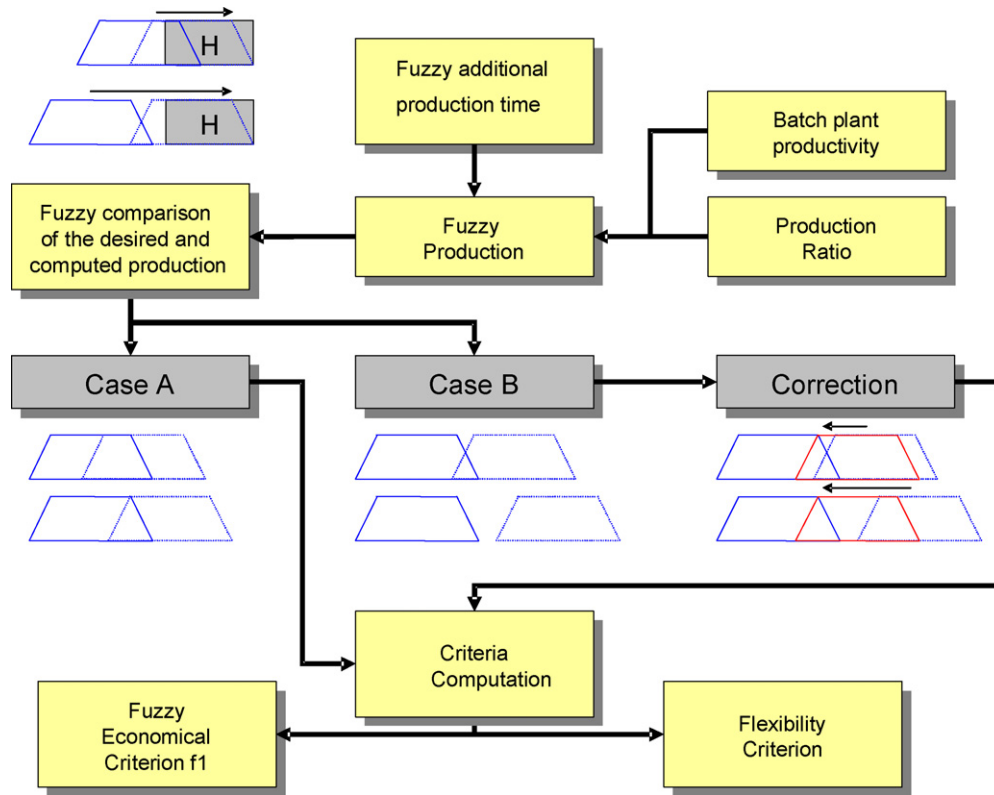 H
H
Fuzzy additional
production time
Batch plant
productivity
Fuzzy comparison
of the desired and
computed production
Fuzzy
Production
Production
Ratio
Case A
Case B
Correction
Criteria
Computation
Fuzzy
Economical
Criterion f1
Flexibility
Criterion